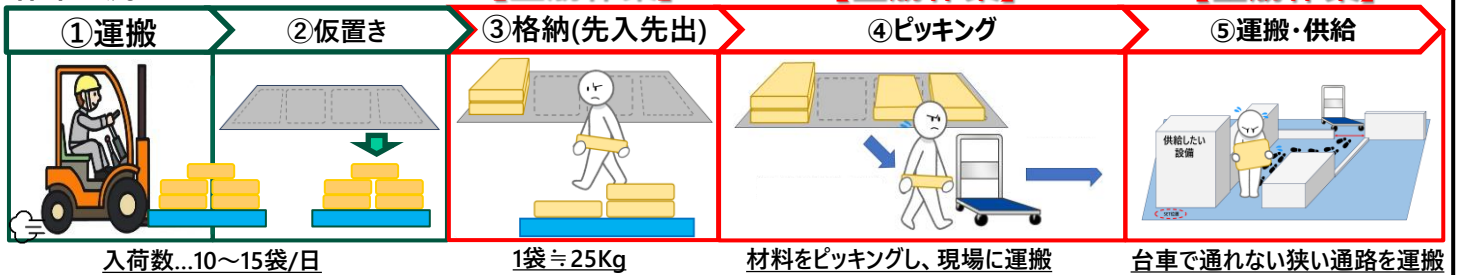 ①運搬
②仮置き
③格納(先入先出)
④ピッキング
⑤運搬・供給
供給したい
設備
入荷数…10~15袋/日
1袋≒25Kg
材料をピッキングし、現場に運搬
台車で通れない狭い通路を運搬